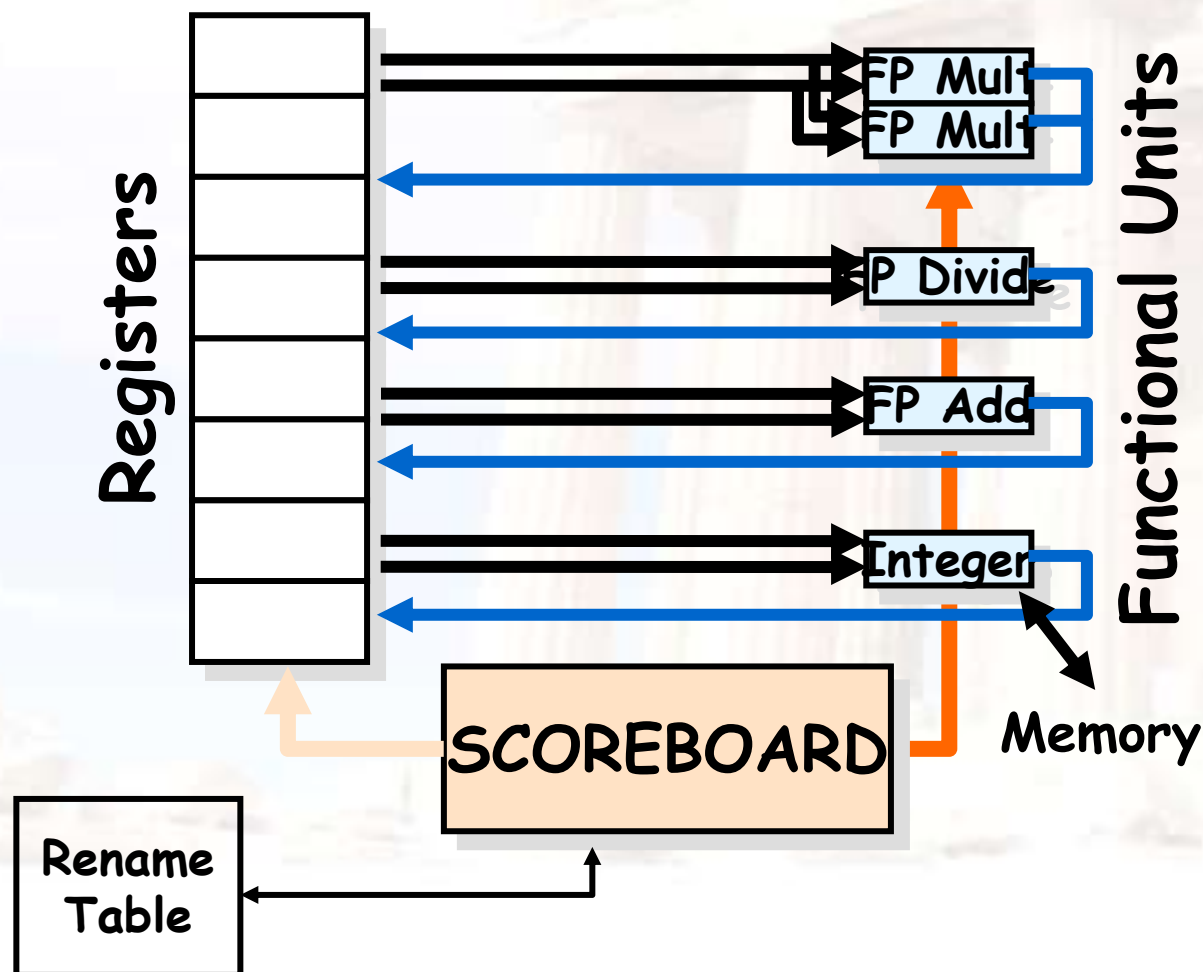 Registers
FP Mult
FP Mult
FP Divide
FP Add
Integer
Functional Units
SCOREBOARD
Memory
Rename
Table